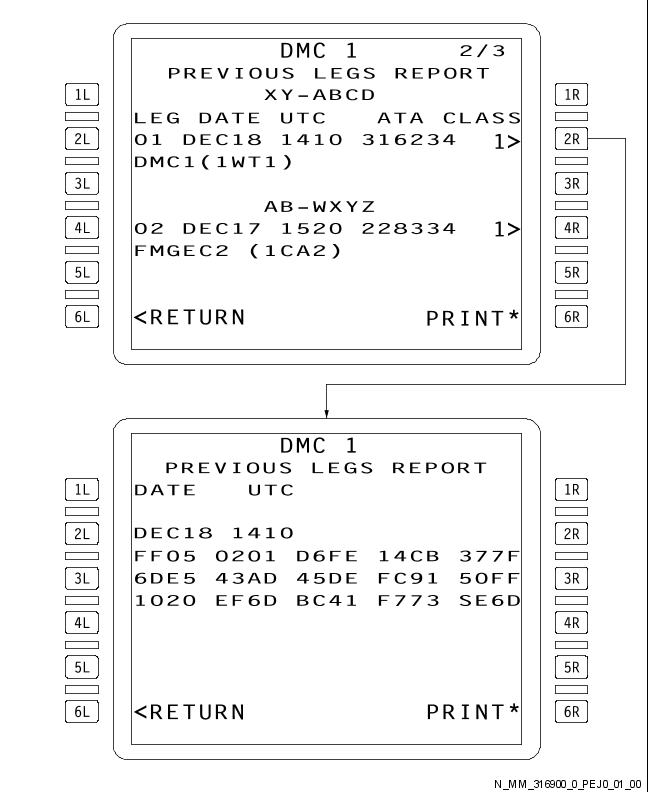 DMC 1 2/3
PREVIOUS LEGS REPORT
1L XY-ABCD 1R
LEG DATE UTC ATA CLASS
2L 01 DEC18 1410 316234 1> 2R
DMC1(1WT1)
3L 3R
AB-WXYZ
4L 02 DEC17 1520 228334 1> 4R
FMGEC2 (1CA2)
5L 5R
6L <RETURN PRINT* 6R
DMC 1
PREVIOUS LEGS REPORT
1L DATE UTC 1R
2L DEC18 1410 2R
FF05 0201 D6FE 14CB 377F
3L 6DE5 43AD 45DE FC91 50FF 3R
1020 EF6D BC41 F773 SE6D
4L 4R
5L 5R
6L <RETURN PRINT* 6R
N_MM_316900_0_PEJ0_01_00